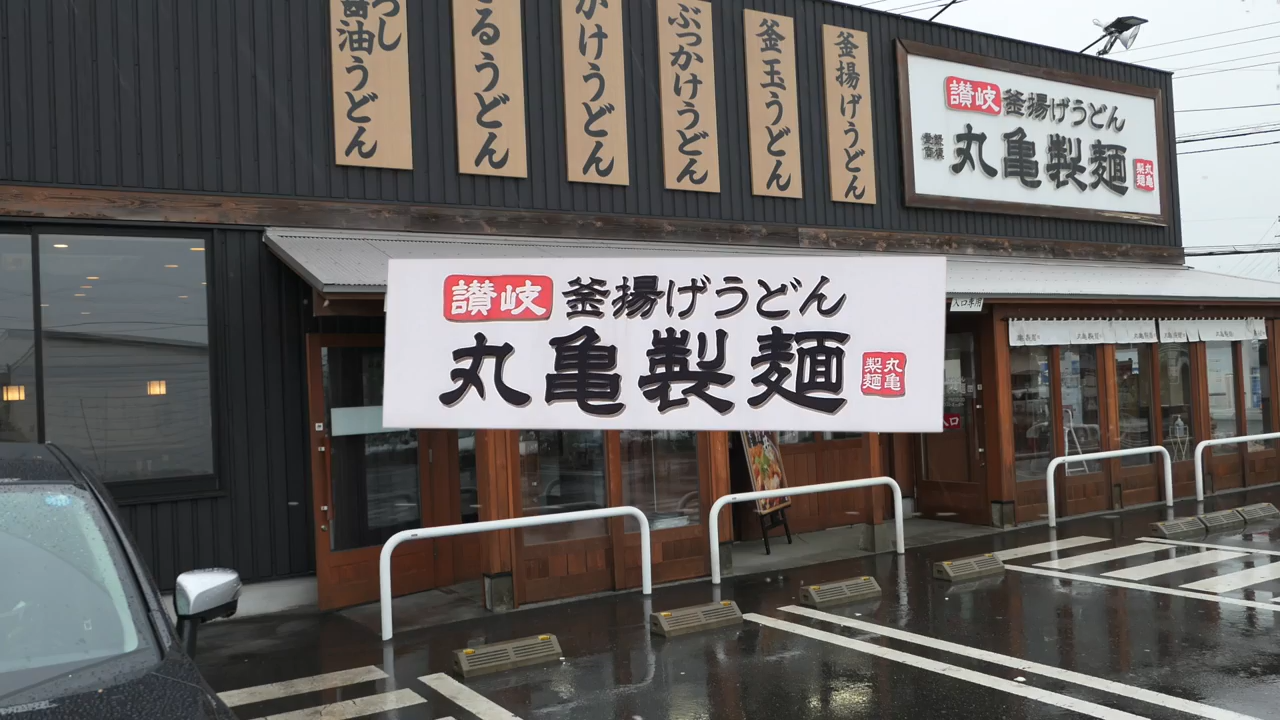 醤油うどん
るうどん
かけうどん
ぶっかけうどん
釜玉うどん
釜揚げうどん
讃岐
釜揚げうどん
丸亀製麺
丸亀
製麺
讃岐
釜揚げうどん
丸亀製麺
丸亀
製麺
入口専用
入口